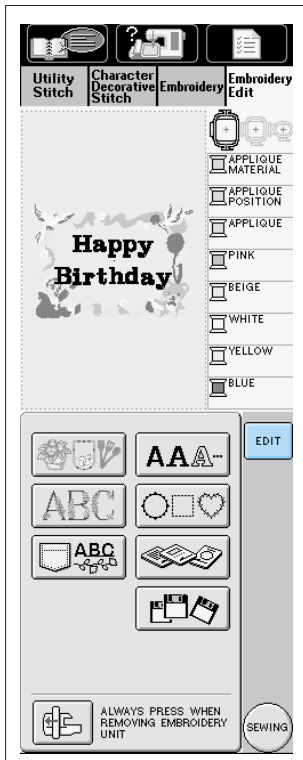 Utility
Stitch
Character
Decorative
Stitch
Embroidery
Embroidery
Edit
APPLIQUE
MATERIAL
APPLIQUE
POSITION
APPLIQUE
PINK
BEIGE
WHITE
YELLOW
BLUE
Happy
Birthday
EDIT
AAA
ABC
ABC
ALWAYS PRESS WHEN
REMOVING EMBROIDERY
UNIT
SEWING